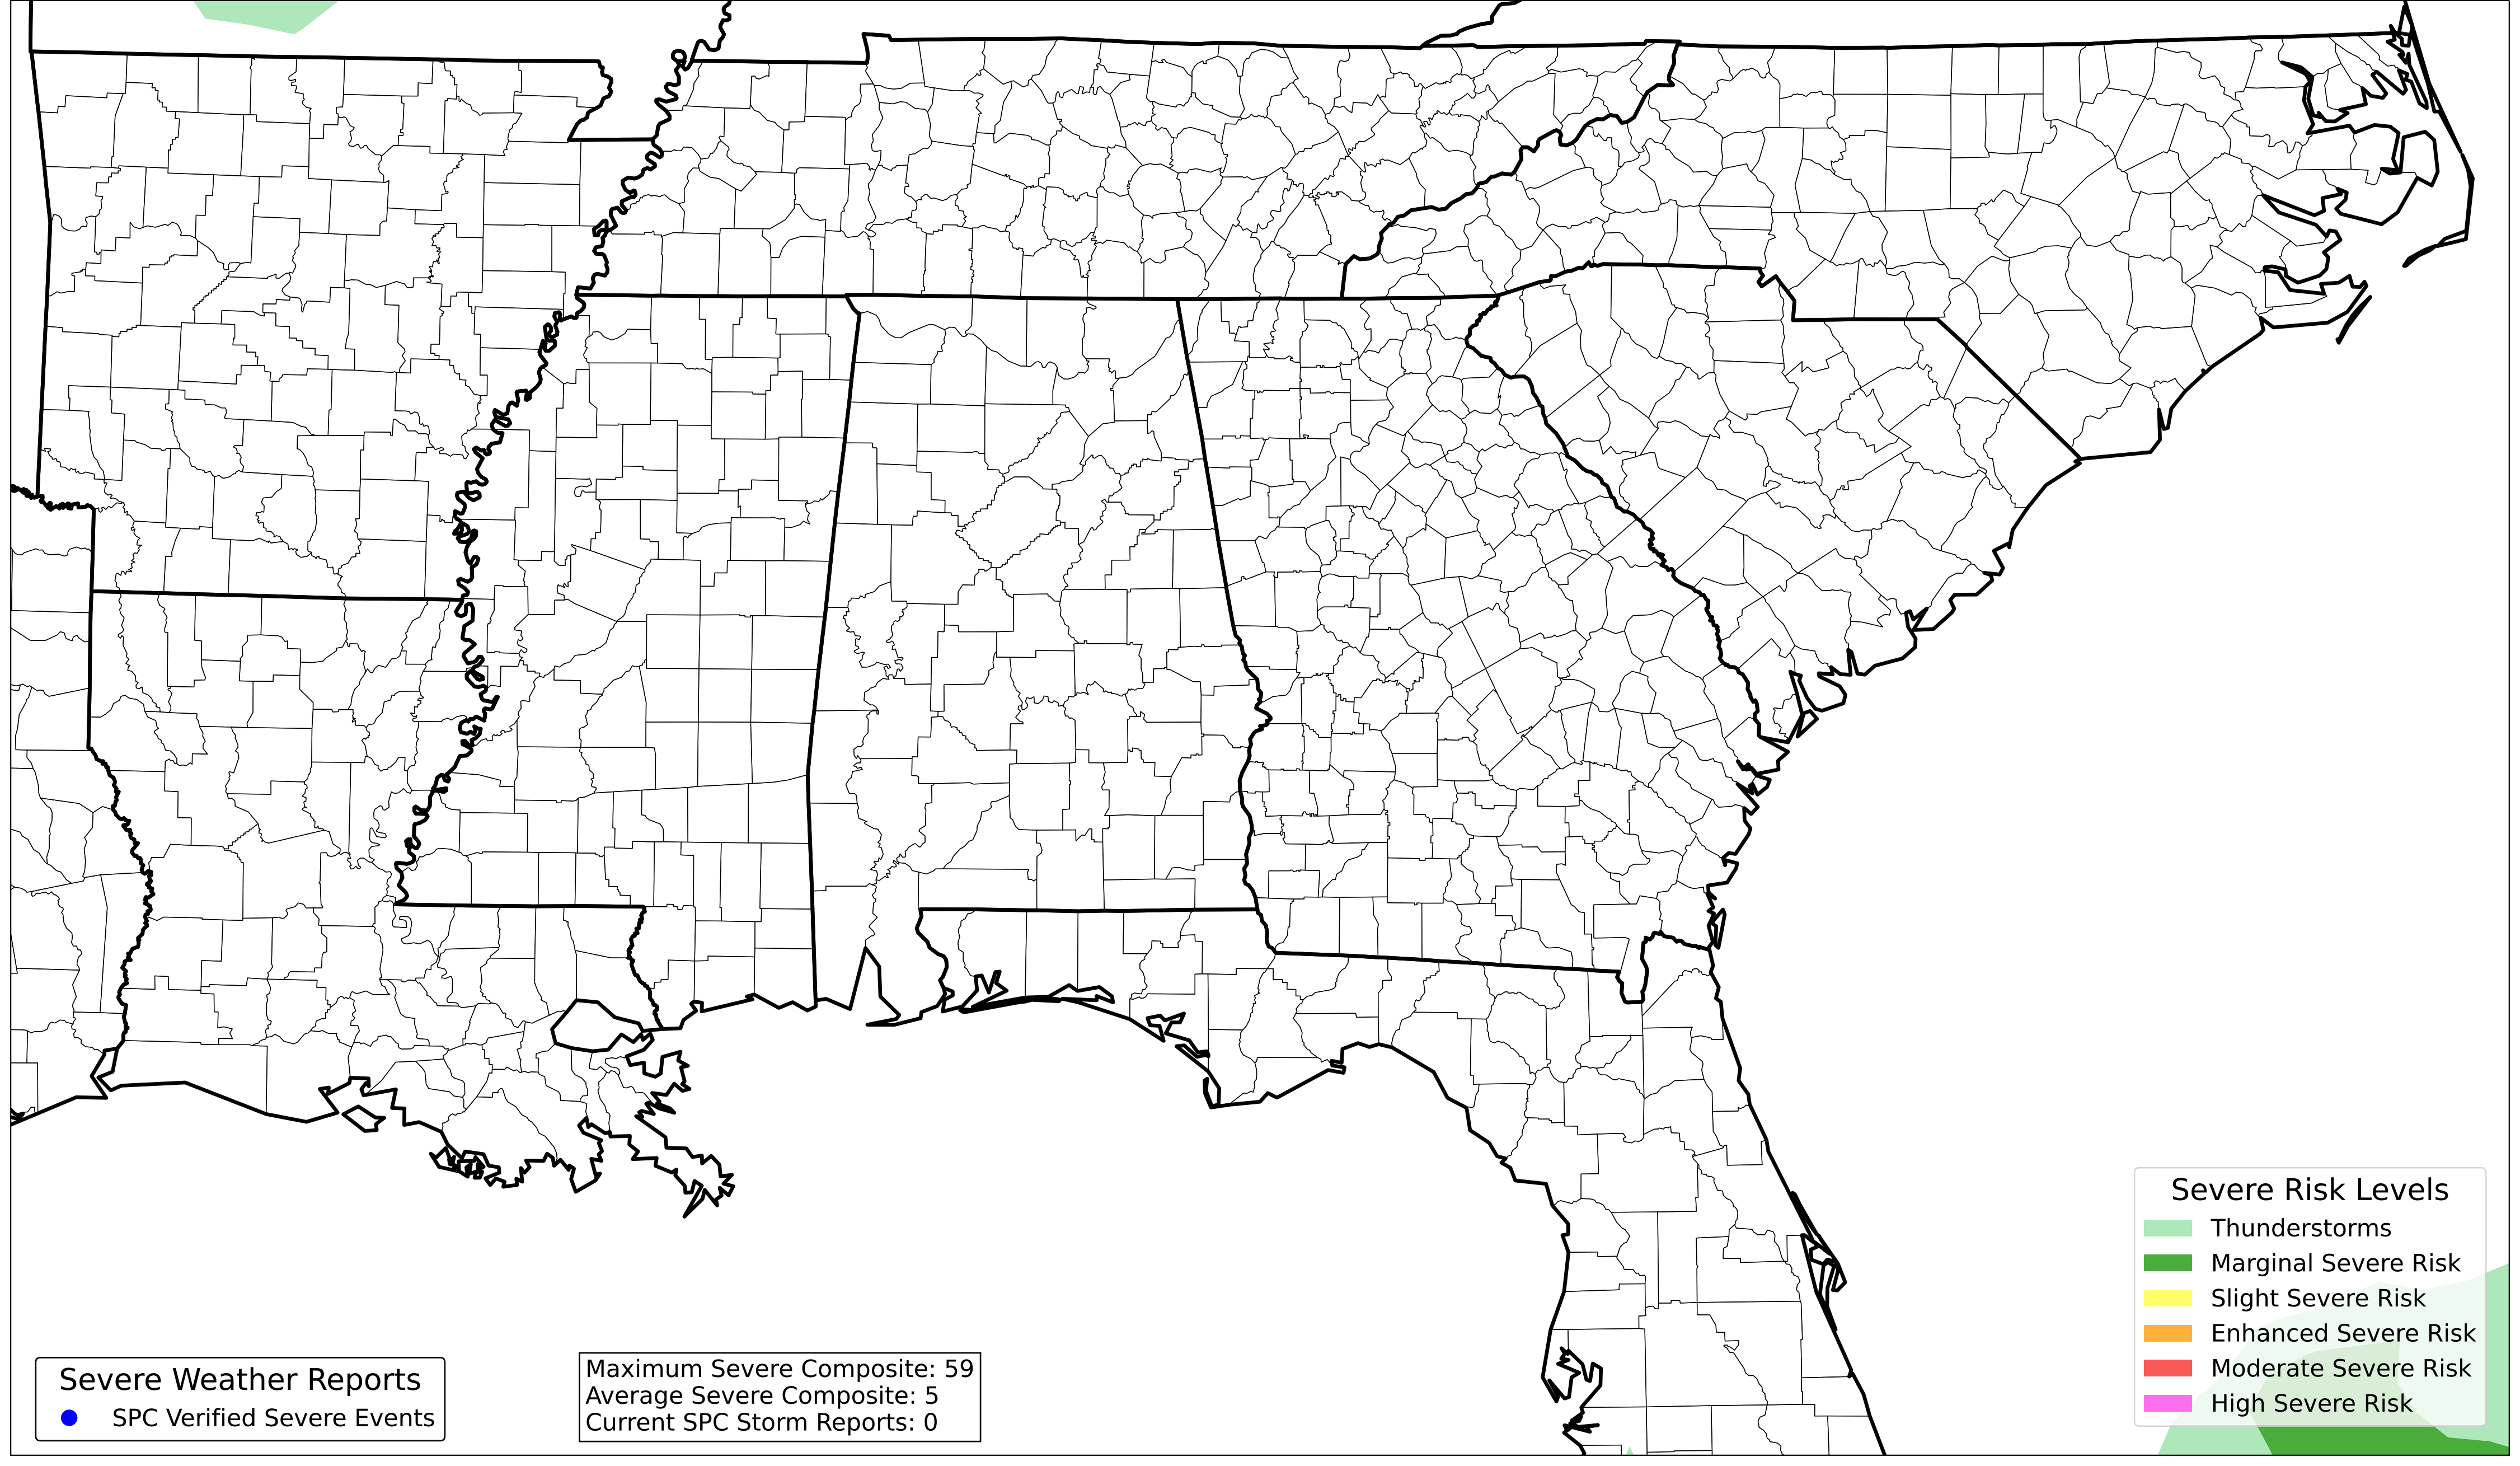 Severe Risk Levels
Thunderstorms
Marginal Severe Risk
Slight Severe Risk
Enhanced Severe Risk
Moderate Severe Risk
High Severe Risk
Severe Weather Reports
SPC Verified Severe Events
Maximum Severe Composite: 59
Average Severe Composite: 5
Current SPC Storm Reports: 0